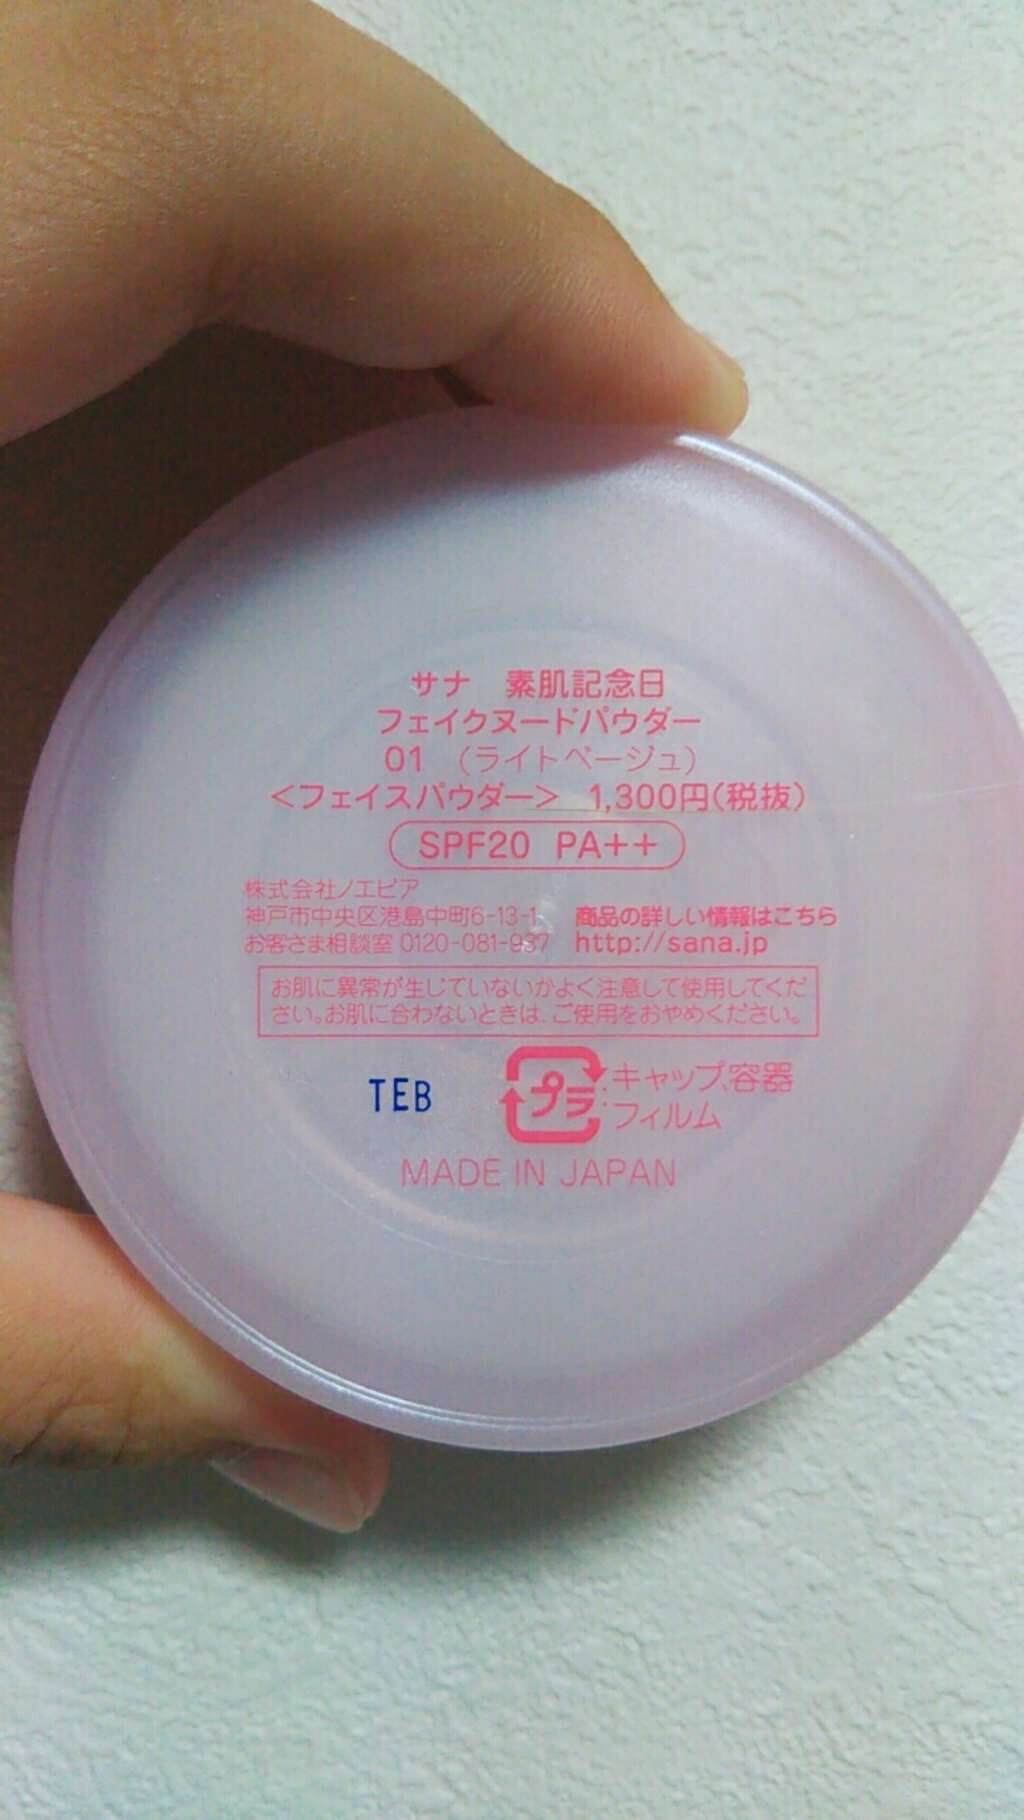 サナ 素肌記念日
フェイクヌードパウダー
01 (ライトベージュ)
<フェイスパウダー> 1,300円(税抜)
SPF20 PA++
株式会社ノエビア
神戸市中央区港島中町6-13-1
お客さま相談室 0120-081-937
商品の詳しい情報はこちら
http://sana.jp
お肌に異常が生じていないかよく注意して使用してくだ
さい。お肌に合わないときは、ご使用をおやめください。
TEB
プラ
:キャップ、容器
フィルム
MADE IN JAPAN